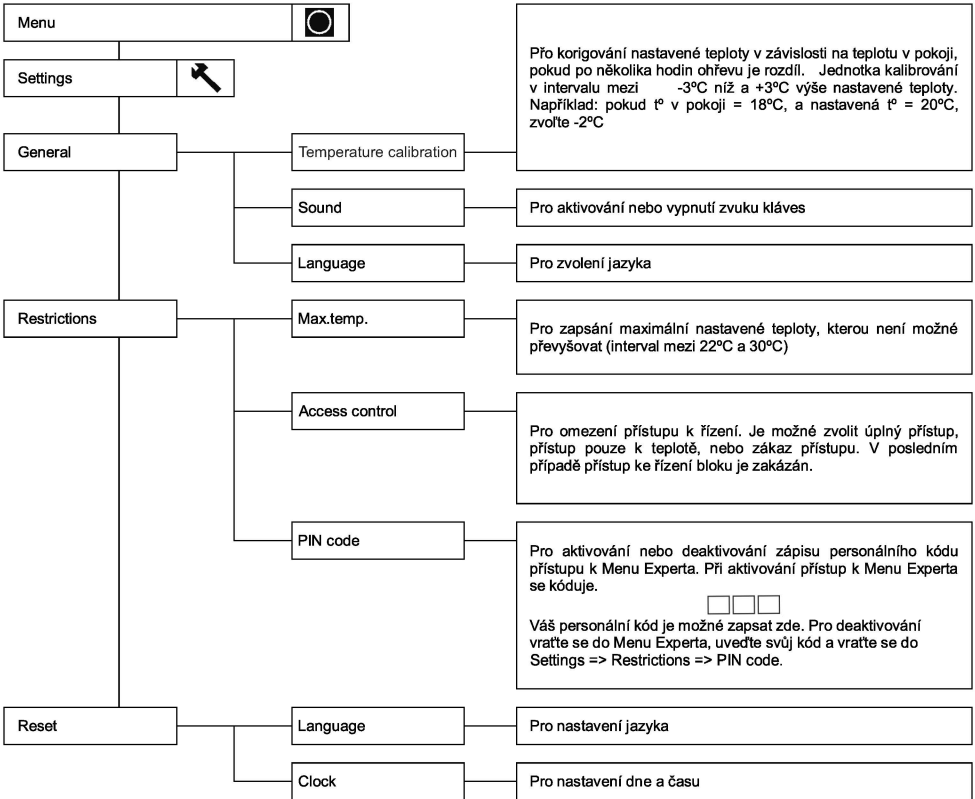 Menu
Settings
General
Temperature calibration
Přo korigování nastavené teploty v závislosti na teplotu v pokoji,
pokud po několika hodin ohřevu je rozdíl. Jednotka kalibrování
v intervalu mezi -3ºC níž a +3ºC výše nastavené teploty.
Například: pokud tº v pokoji = 18ºC, a nastavená tº = 20ºC,
zvoľte -2ºC
Sound
Pro aktivování nebo vypnutí zvuku kláves
Language
Pro zvolení jazyka
Restrictions
Max.temp.
Pro zapsání maximální nastavené teploty, kterou není možné
převyšovat (interval mezi 22ºC a 30ºC)
Access control
Pro omezení přístupu k řízení. Je možné zvolit úplný přístup,
přístup pouze k teplotě, nebo zákaz přístupu. V posledním
případě přístup ke řízení bloku je zakázán.
PIN code
Pro aktivování nebo deaktivování zápisu personálního kódu
přístupu k Menu Experta. Při aktivování přístup k Menu Experta
se kóduje.
Váš personální kód je možné zapsat zde. Pro deaktivování
vraťte se do Menu Experta, uveďte svůj kód a vraťte se do
Settings => Restrictions => PIN code.
Reset
Language
Pro nastavení jazyka
Clock
Pro nastavení dne a času